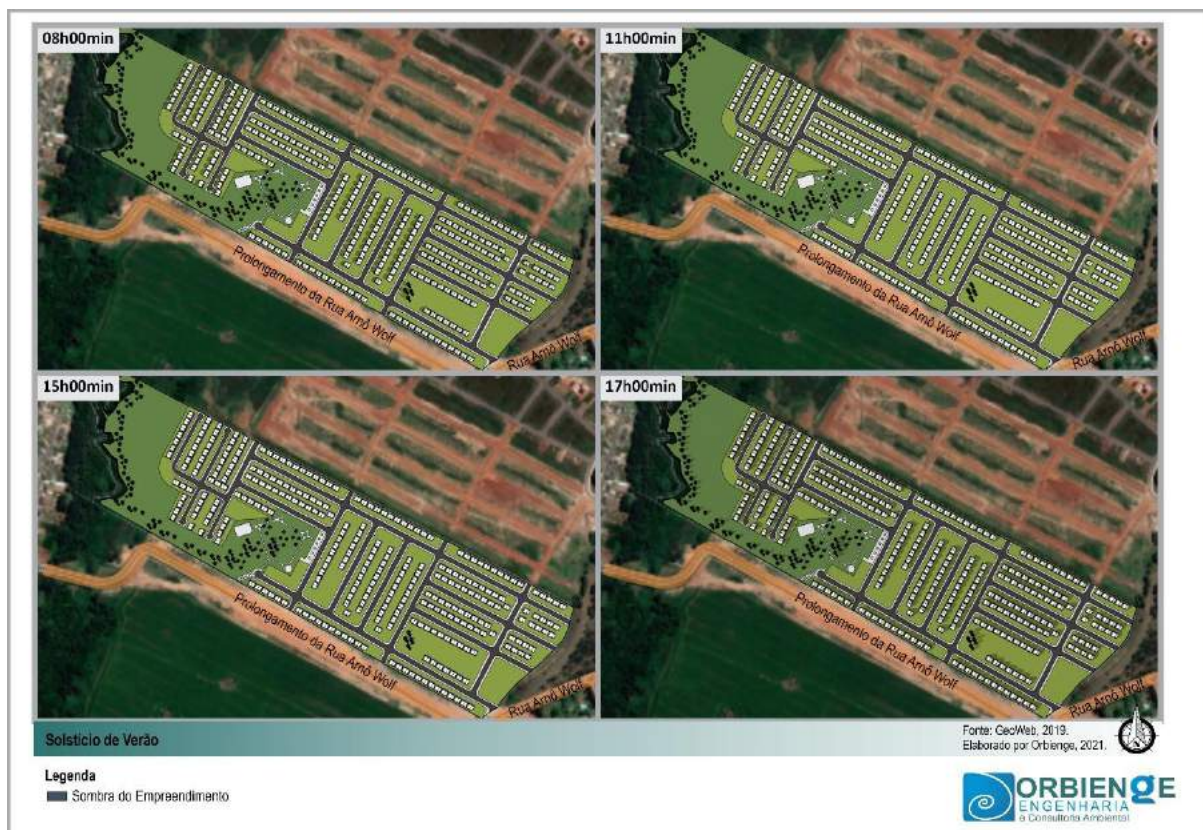 08h00min
11h00min
Prolongamento da Rua Arnô Wolf
Rua Arnô Wolf
Prolongamento da Rua Arnô Wolf
Rua Arnô Wolf
15h00min
17h00min
Prolongamento da Rua Arnô Wolf
Rua Arnô Wolf
Prolongamento da Rua Arnô Wolf
Rua Arnô Wolf
Solstício de Verão
Fonte: GeoWeb, 2019.
Elaborado por Orbienge, 2021.
Legenda
Sombra do Empreendimento
ORBIENGE
ENGENHARIA
e Consultoria Ambiental